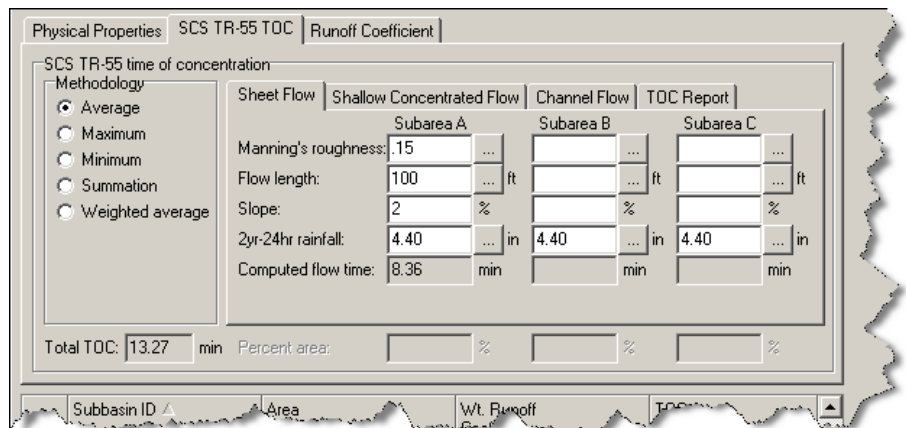 Physical Properties SCS TR-55 TOC Runoff Coefficient
SCS TR-55 time of concentration
Methodology
Average
Maximum
Minimum
Summation
Weighted average
Sheet Flow Shallow Concentrated Flow Channel Flow TOC Report
Subarea A Subarea B Subarea C
Manning's roughness: .15 ... ... ...
Flow length: 100 ... ft ... ft ... ft
Slope: 2 % % %
2yr-24hr rainfall: 4.40 ... in 4.40 ... in 4.40 ... in
Computed flow time: 8.36 min min min
Total TOC: 13.27 min Percent area: % % %
Subbasin ID Area Wt. Runoff TOC